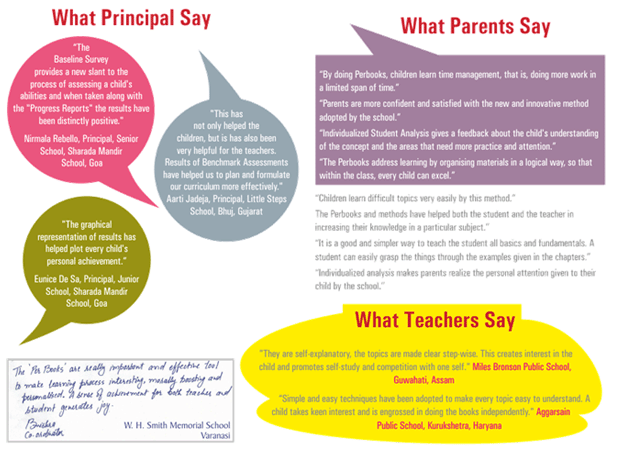 What Principal Say
"The
Baseline Survey
provides a new slant to the
process of assessing a child's
abilities and when taken along with
the "Progress Reports" the results have
been distinctly positive."
Nirmala Rebello, Principal, Senior
School, Sharada Mandir
School, Goa
"This has
not only helped the
children, but is has also been
very helpful for the teachers.
Results of Benchmark Assessments
have helped us to plan and formulate
our curriculum more effectively."
Aarti Jadeja, Principal, Little Steps
School, Bhuj, Gujarat
"The graphical
representation of results has
helped plot every child's
personal achievement."
Eunice De Sa, Principal, Junior
School, Sharada Mandir
School, Goa
The 'Per Books' are really important and effective tool
to make learning process interesting, morally boosting and
personalised. A sense of achievement for both teacher and
student generates joy.
Co-ordinator
W. H. Smith Memorial School
Varanasi
What Parents Say
"By doing Perbooks, children learn time management, that is, doing more work in
a limited span of time."
"Parents are more confident and satisfied with the new and innovative method
adopted by the school."
"Individualized Student Analysis gives a feedback about the child's understanding
of the concept and the areas that need more practice and attention."
"The Perbooks address learning by organising materials in a logical way, so that
within the class, every child can excel."
"Children learn difficult topics very easily by this method."
The Perbooks and methods have helped both the student and the teacher in
increasing their knowledge in a particular subject."
"It is a good and simpler way to teach the student all basics and fundamentals. A
student can easily grasp the things through the examples given in the chapters."
"Individualized analysis makes parents realize the personal attention given to their
child by the school."
What Teachers Say
"They are self-explanatory, the topics are made clear step-wise. This creates interest in the
child and promotes self-study and competition with one self." Miles Bronson Public School,
Guwahati, Assam
"Simple and easy techniques have been adopted to make every topic easy to understand. A
child takes keen interest and is engrossed in doing the books independently." Aggarsain
Public School, Kurukshetra, Haryana